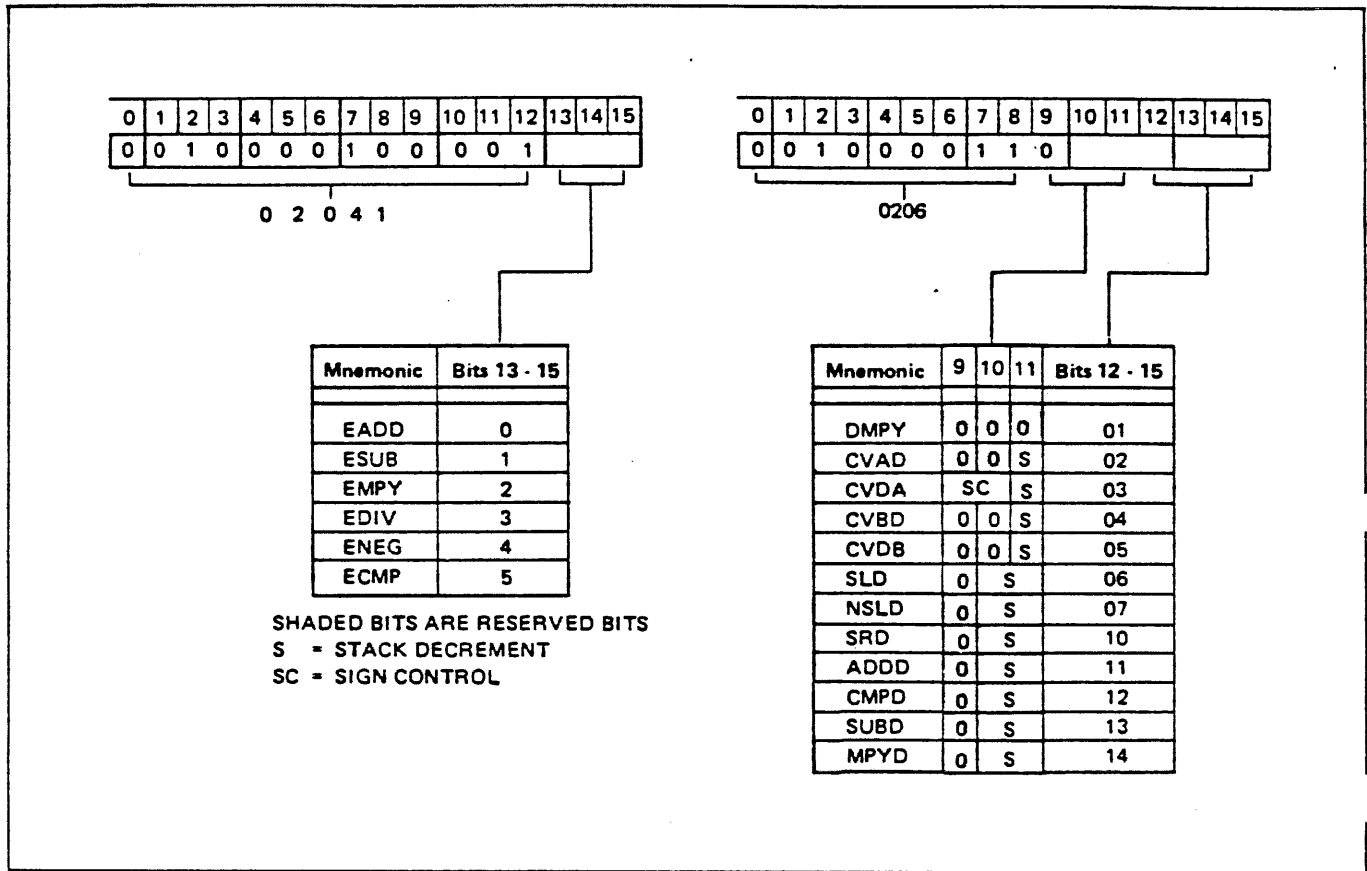 0 1 2 3 4 5 6 7 8 9 10 11 12 13 14 15
0 0 1 0 0 0 0 1 0 0 0 0 1
0 2 0 4 1
Mnemonic Bits 13 - 15
EADD 0
ESUB 1
EMPY 2
EDIV 3
ENEG 4
ECMP 5
SHADED BITS ARE RESERVED BITS
S = STACK DECREMENT
SC = SIGN CONTROL
0 1 2 3 4 5 6 7 8 9 10 11 12 13 14 15
0 0 1 0 0 0 0 1 1 0
0206
Mnemonic 9 10 11 Bits 12 - 15
DMPY 0 0 0 01
CVAD 0 0 S 02
CVDA SC S 03
CVBD 0 0 S 04
CVDB 0 0 S 05
SLD 0 S 06
NSLD 0 S 07
SRD 0 S 10
ADDD 0 S 11
CMPD 0 S 12
SUBD 0 S 13
MPYD 0 S 14